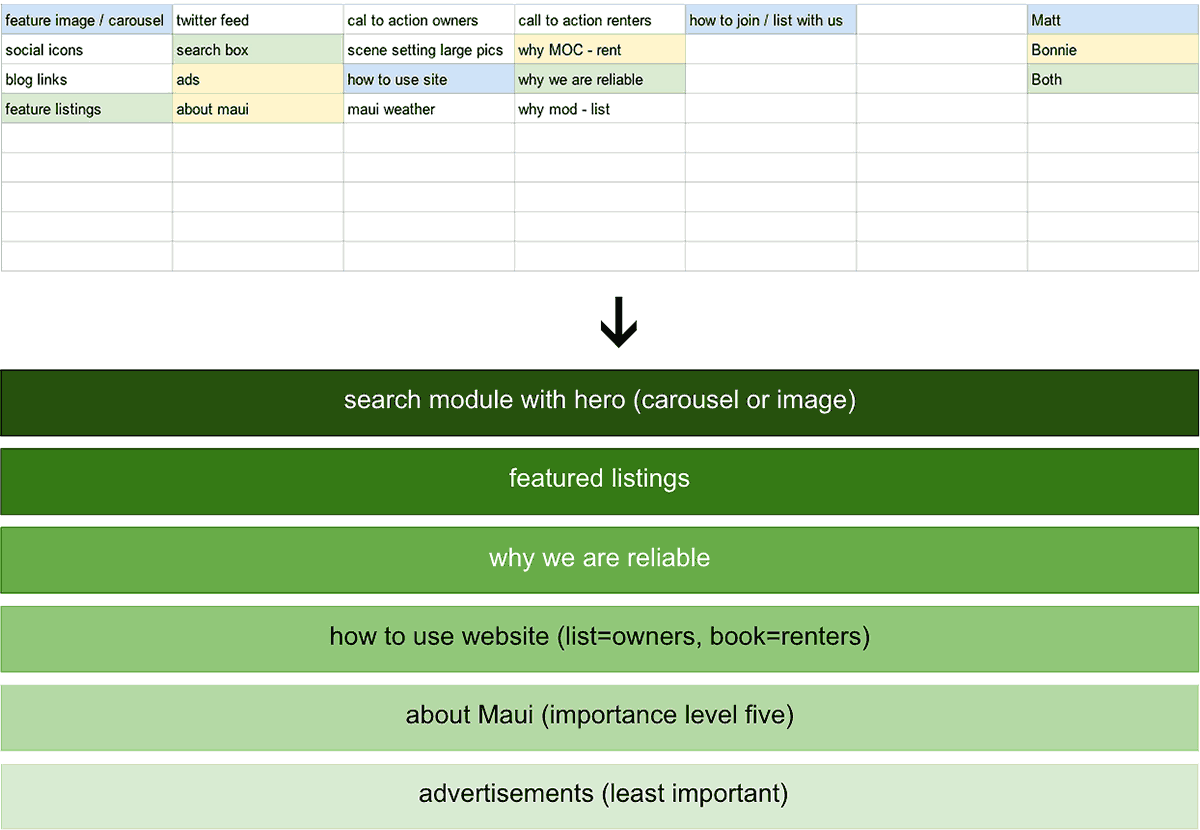 feature image / carousel twitter feed cal to action owners call to action renters how to join / list with us Matt
social icons search box scene setting large pics why MOC - rent Bonnie
blog links ads how to use site why we are reliable Both
feature listings about maui maui weather why mod - list
search module with hero (carousel or image)
featured listings
why we are reliable
how to use website (list=owners, book=renters)
about Maui (importance level five)
advertisements (least important)